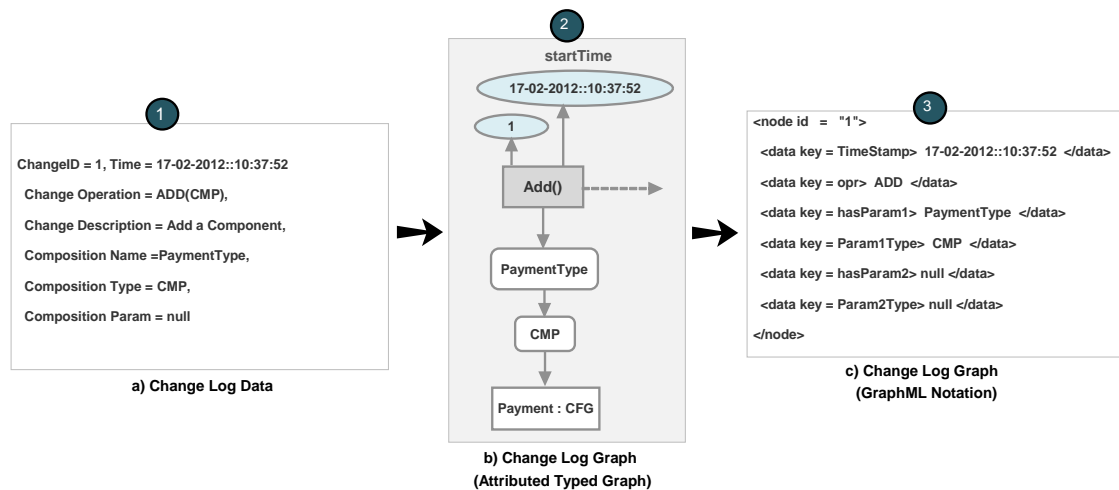 1
ChangeID = 1, Time = 17-02-2012::10:37:52
Change Operation = ADD(CMP),
Change Description = Add a Component,
Composition Name =PaymentType,
Composition Type = CMP,
Composition Param = null
a) Change Log Data
2
startTime
17-02-2012::10:37:52
1
Add()
PaymentType
CMP
Payment : CFG
b) Change Log Graph
(Attributed Typed Graph)
3
<node id = "1">
<data key = TimeStamp> 17-02-2012::10:37:52 </data>
<data key = opr> ADD </data>
<data key = hasParam1> PaymentType </data>
<data key = Param1Type> CMP </data>
<data key = hasParam2> null </data>
<data key = Param2Type> null </data>
</node>
c) Change Log Graph
(GraphML Notation)